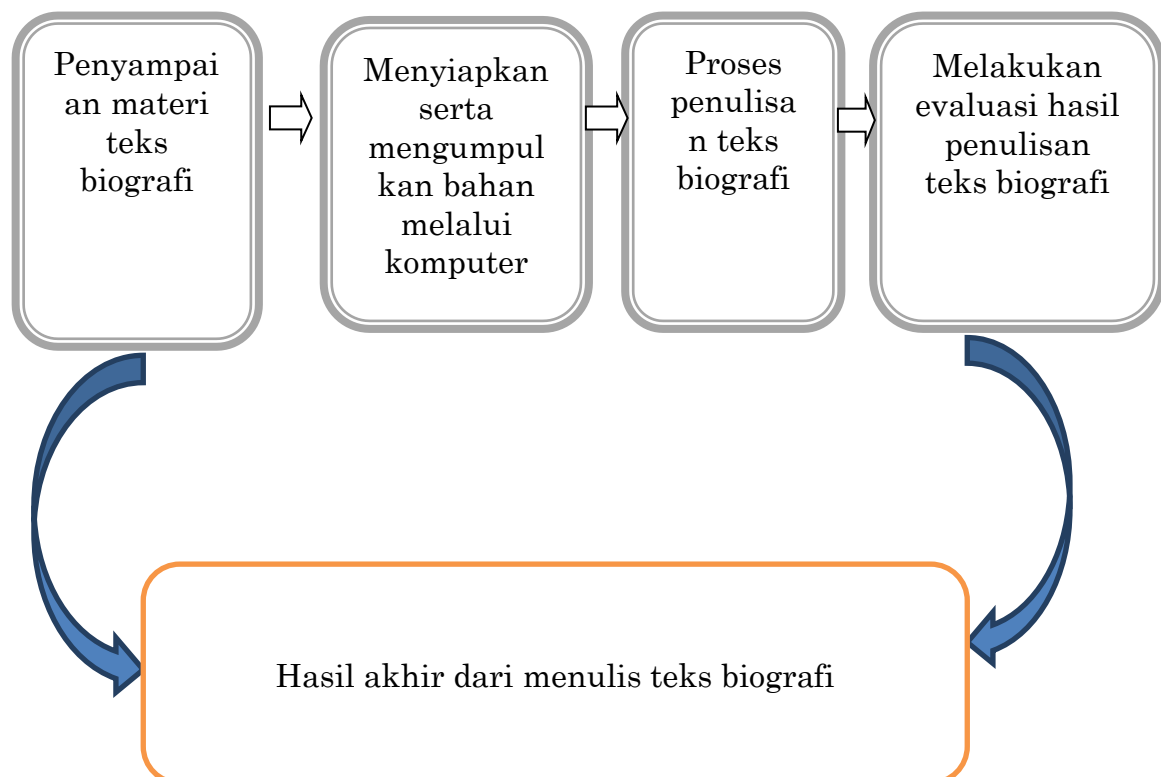 Penyampai
an materi
teks
biografi
Menyiapkan
serta
mengumpul
kan bahan
melalui
komputer
Proses
penulisa
n teks
biografi
Melakukan
evaluasi hasil
penulisan
teks biografi
Hasil akhir dari menulis teks biografi